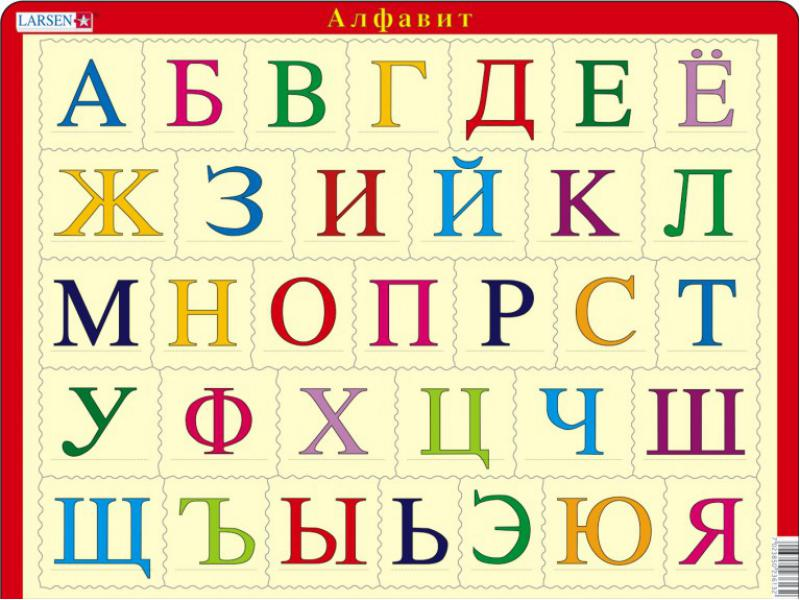 LARSEN
Алфавит
А Б В Г Д Е Ё
Ж З И Й К Л
М Н О П Р С Т
У Ф Х Ц Ч Ш
Щ Ъ Ы Ь Э Ю Я